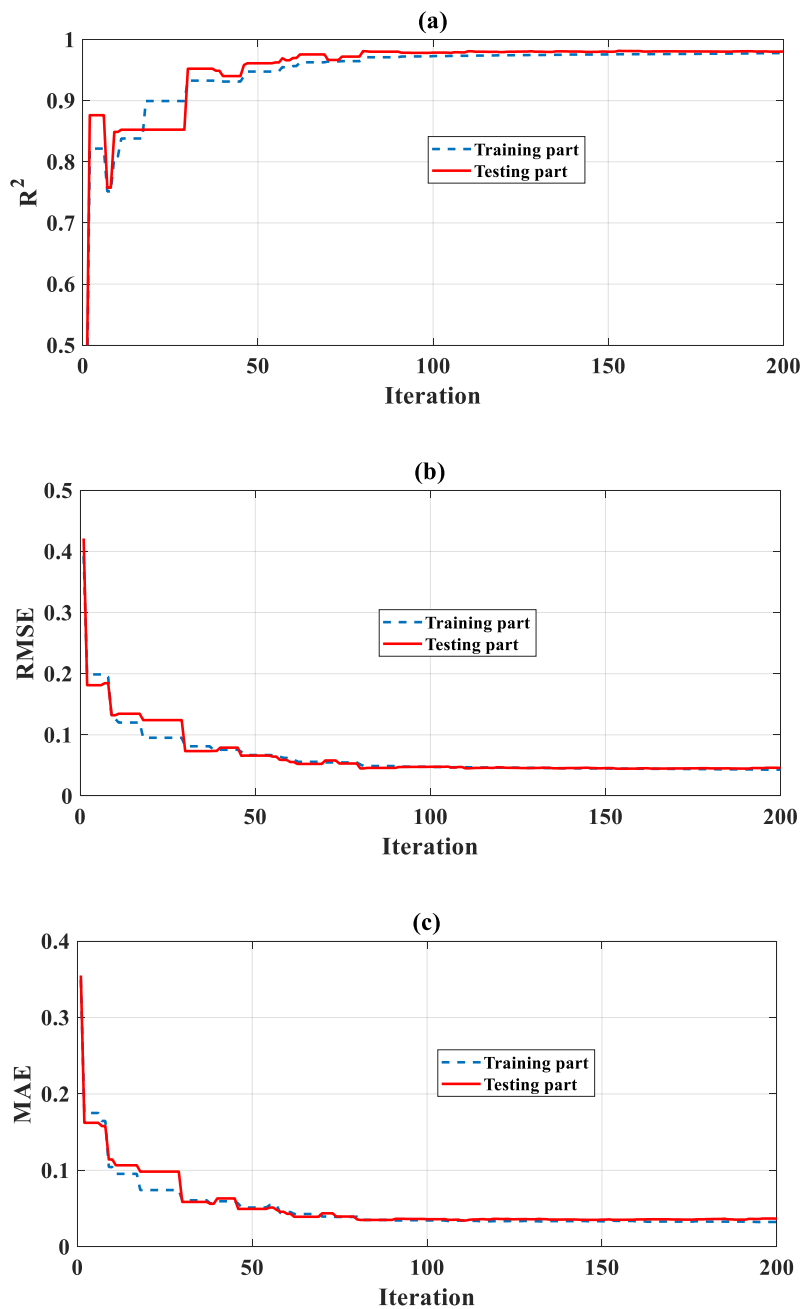 (a)
1
0.9
0.8
0.7
0.6
0.5
R²
Training part
Testing part
0 50 100 150 200
Iteration
(b)
0.5
0.4
0.3
0.2
0.1
0
RMSE
Training part
Testing part
0 50 100 150 200
Iteration
(c)
0.4
0.3
0.2
0.1
0
MAE
Training part
Testing part
0 50 100 150 200
Iteration